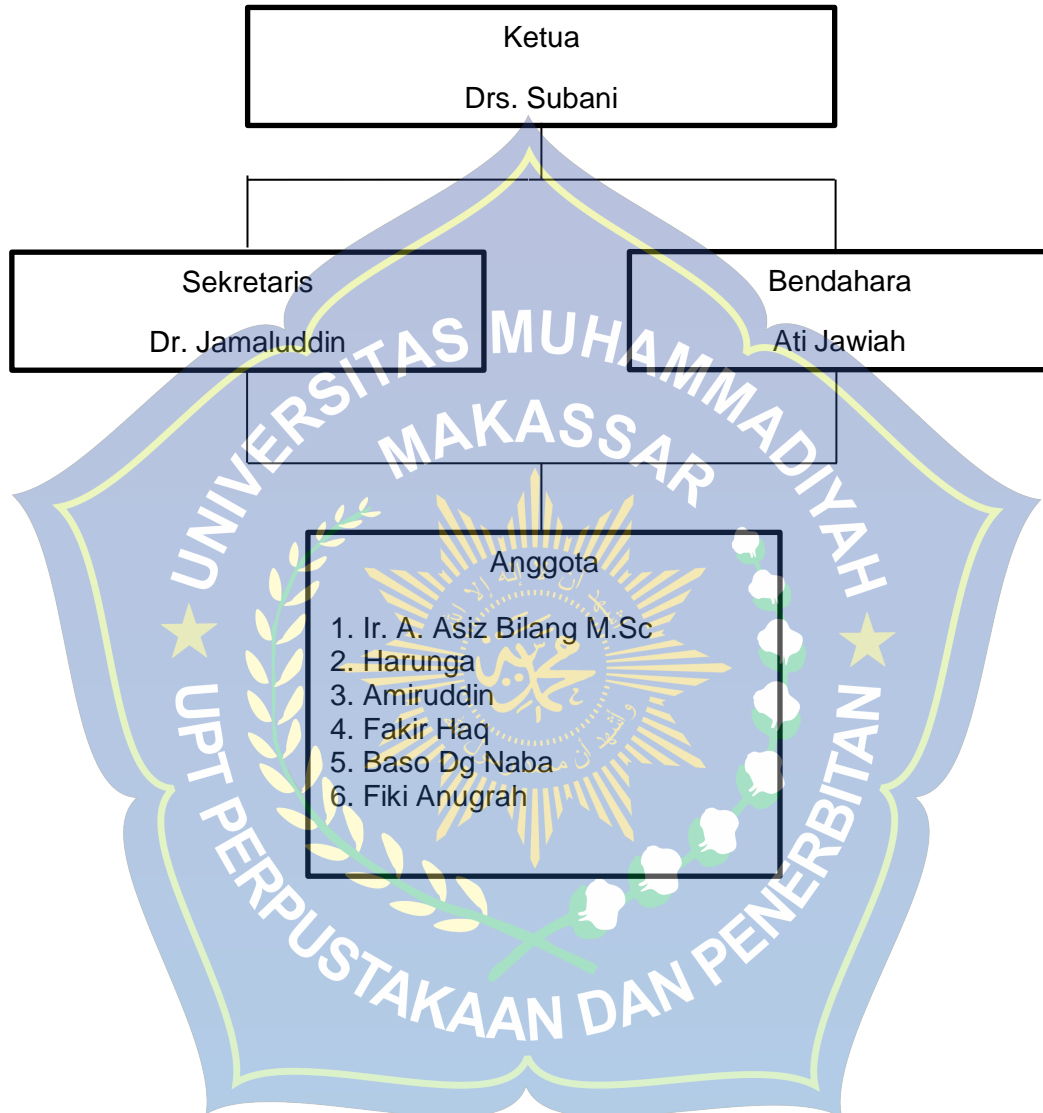 Ketua
Drs. Subani
Sekretaris
Dr. Jamaluddin
Bendahara
Ati Jawiah
UNIVERSITAS MUHAMMADIYAH
MAKASSAR
Anggota
1. Ir. A. Asiz Bilang M.Sc
2. Harunga
3. Amiruddin
4. Fakir Haq
5. Baso Dg Naba
6. Fiki Anugrah
محمد
UPT PERPUSTAKAAN DAN PENERBITAN